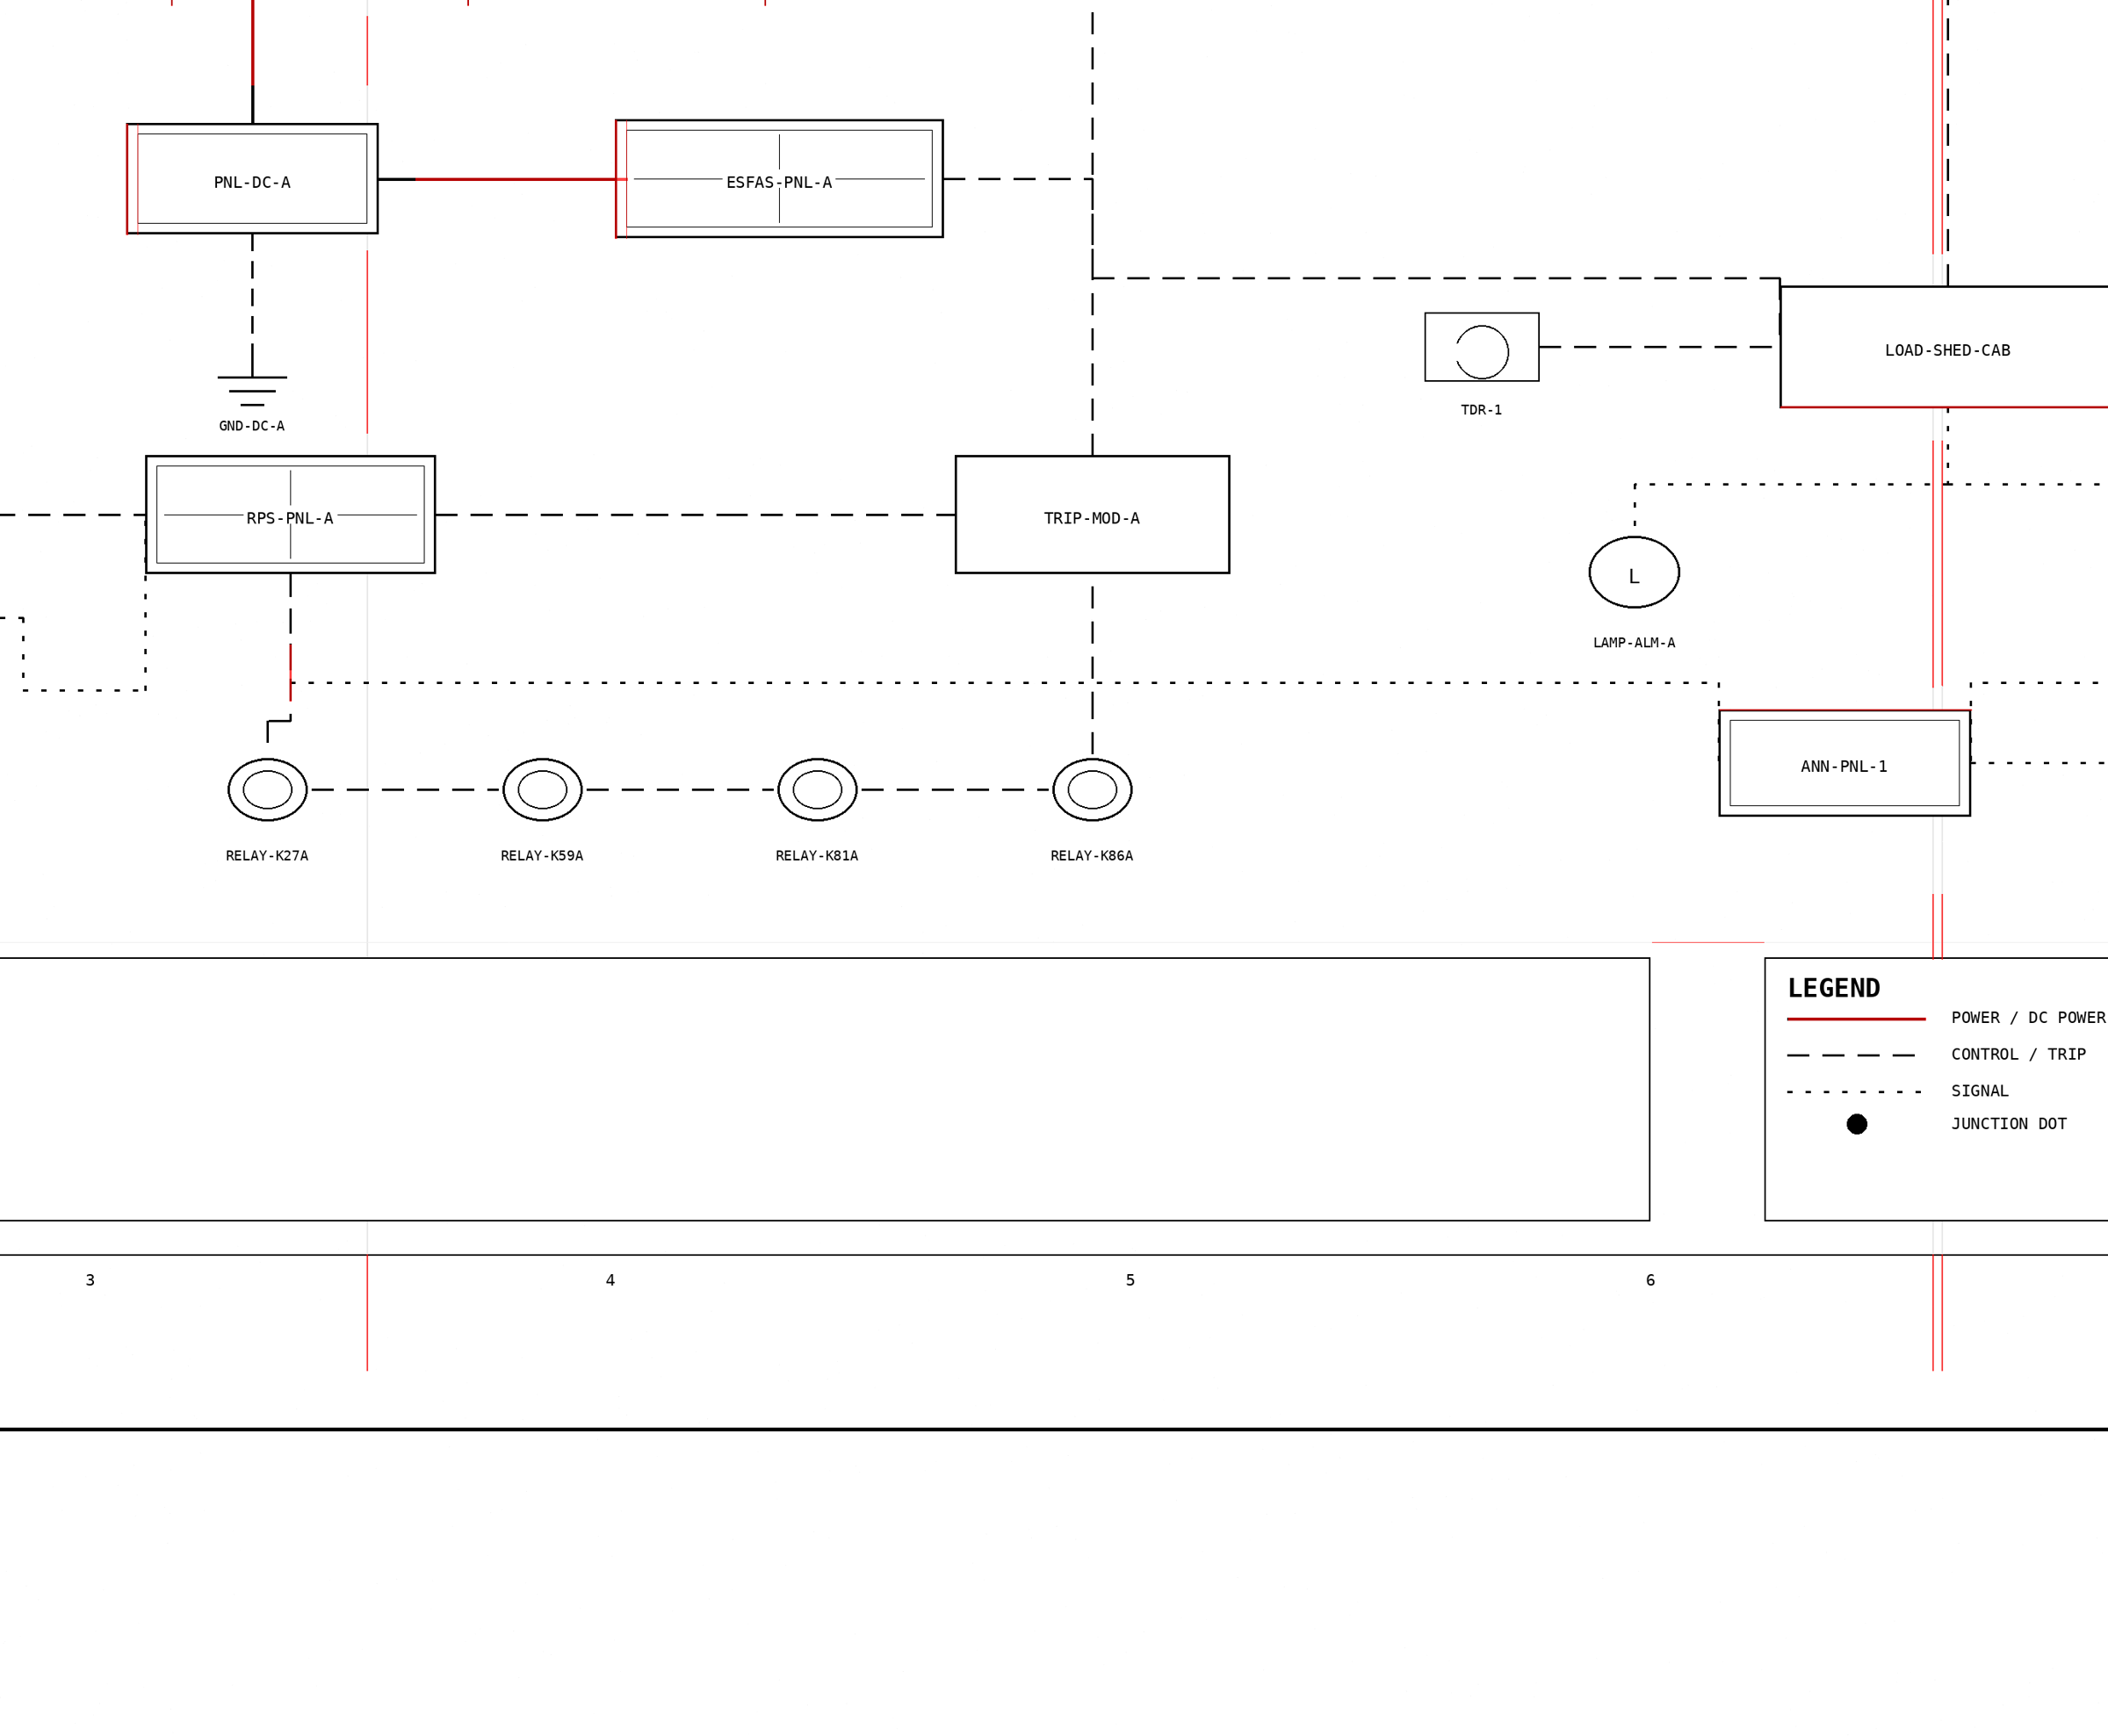 PNL-DC-A
ESFAS-PNL-A
LOAD-SHED-CAB
TDR-1
GND-DC-A
RPS-PNL-A
TRIP-MOD-A
L
LAMP-ALM-A
ANN-PNL-1
RELAY-K27A
RELAY-K59A
RELAY-K81A
RELAY-K86A
LEGEND
POWER / DC POWER
CONTROL / TRIP
SIGNAL
JUNCTION DOT
3
4
5
6